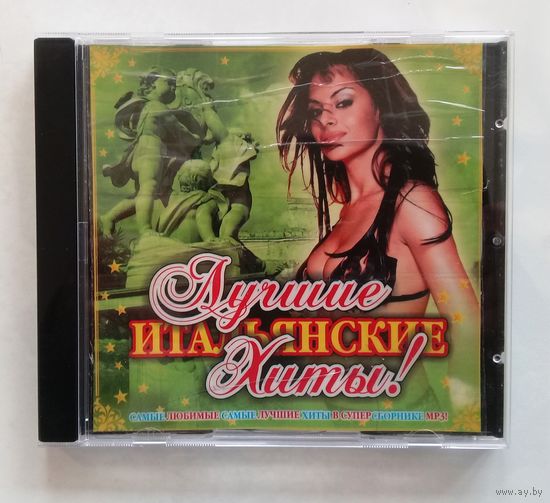 Лучшие
ИТАЛЬЯНСКИЕ
Хиты!
САМЫЕ ЛЮБИМЫЕ САМЫЕ ЛУЧШИЕ ХИТЫ В СУПЕР СБОРНИКЕ MP3!
www.ay.by